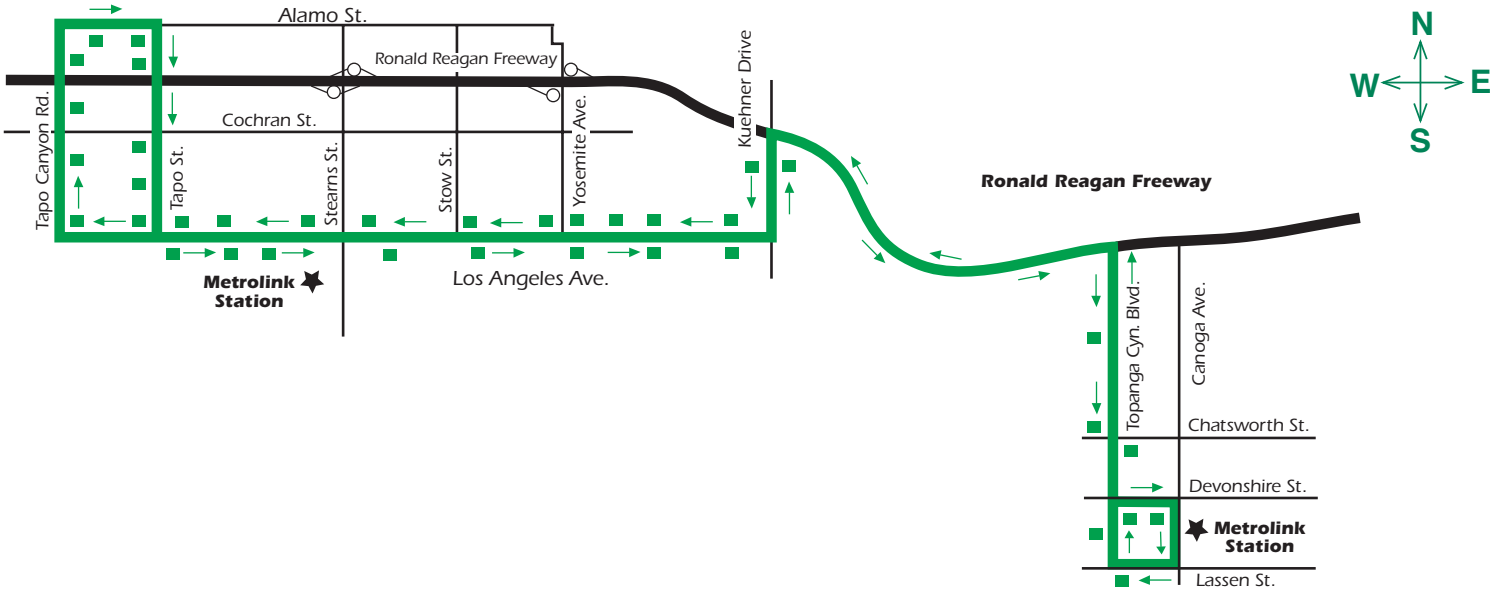 Alamo St.
Ronald Reagan Freeway
Kuehner Drive
Tapo Canyon Rd.
Cochran St.
Tapo St.
Stearns St.
Stow St.
Yosemite Ave.
Metrolink
Station
Los Angeles Ave.
N
W
E
S
Ronald Reagan Freeway
Topanga Cyn. Blvd.
Canoga Ave.
Chatsworth St.
Devonshire St.
Metrolink
Station
Lassen St.